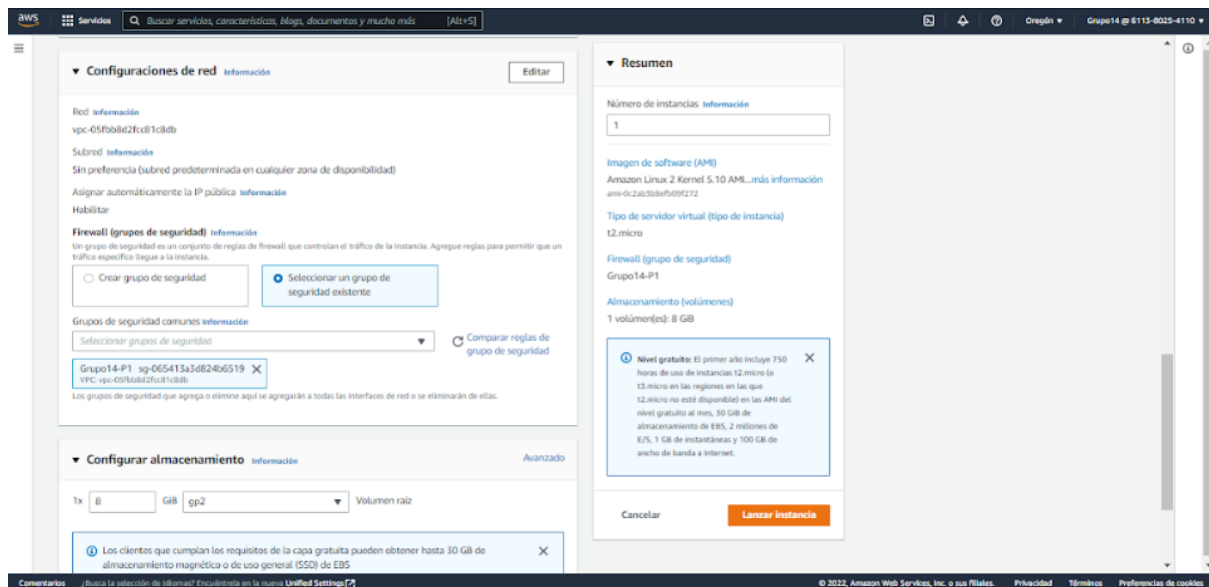 aws
Servicios
Buscar servicios, características, blogs, documentos y mucho más
[Alt+S]
Oregón
Grupo14 @ 6113-8025-4110
Configuraciones de red Información
Editar
Red Información
vpc-05fbb8d2fcc81c8db
Subred Información
Sin preferencia (subred predeterminada en cualquier zona de disponibilidad)
Asignar automáticamente la IP pública Información
Habilitar
Firewall (grupos de seguridad) Información
Un grupo de seguridad es un conjunto de reglas de firewall que controlan el tráfico de la instancia. Agregue reglas para permitir que un
tráfico específico llegue a la instancia.
Crear grupo de seguridad
Seleccionar un grupo de
seguridad existente
Grupos de seguridad comunes Información
Seleccionar grupos de seguridad
Comparar reglas de
grupo de seguridad
Grupo14-P1 sg-065413a3d824b6519
VPC: vpc-05fbb8d2fcc81c8db
Los grupos de seguridad que agrega o elimine aquí se agregarán a todas las interfaces de red o se eliminarán de ellas.
Configurar almacenamiento Información
Avanzado
1x 8 GiB gp2 Volumen raíz
Los clientes que cumplan los requisitos de la capa gratuita pueden obtener hasta 30 GB de
almacenamiento magnético o de uso general (SSD) de EBS
Resumen
Número de instancias Información
1
Imagen de software (AMI)
Amazon Linux 2 Kernel 5.10 AMI...más información
ami-0c2ab3b8efb09f272
Tipo de servidor virtual (tipo de instancia)
t2.micro
Firewall (grupo de seguridad)
Grupo14-P1
Almacenamiento (volúmenes)
1 volúmen(es): 8 GiB
Nivel gratuito: El primer año incluye 750
horas de uso de instancias t2.micro (o
t3.micro en las regiones en las que
t2.micro no esté disponible) en las AMI del
nivel gratuito al mes, 30 GiB de
almacenamiento de EBS, 2 millones de
E/S, 1 GB de instantáneas y 100 GB de
ancho de banda a Internet.
Cancelar
Lanzar instancia
Comentarios
¿Busca la selección de idiomas? Encuéntrela en la nueva Unified Settings
© 2022, Amazon Web Services, Inc. o sus filiales.
Privacidad
Términos
Preferencias de cookies